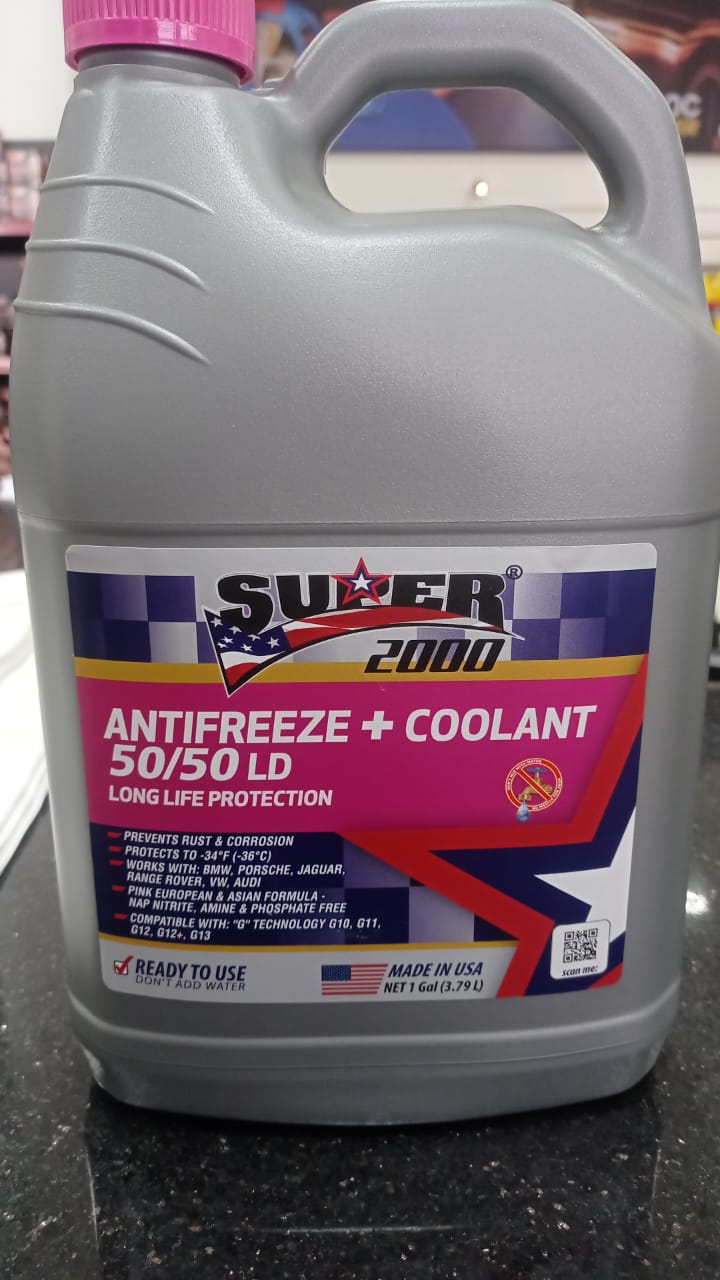 OC
SUPER®
2000
ANTIFREEZE + COOLANT
50/50 LD
LONG LIFE PROTECTION
PREVENTS RUST & CORROSION
PROTECTS TO -34°F (-36°C)
WORKS WITH: BMW, PORSCHE, JAGUAR,
RANGE ROVER, VW, AUDI
PINK EUROPEAN & ASIAN FORMULA -
NAP NITRITE, AMINE & PHOSPHATE FREE
COMPATIBLE WITH: "G" TECHNOLOGY G10, G11,
G12, G12+, G13
READY TO USE
DON'T ADD WATER
MADE IN USA
NET 1 Gal (3.79 L)
scan me!